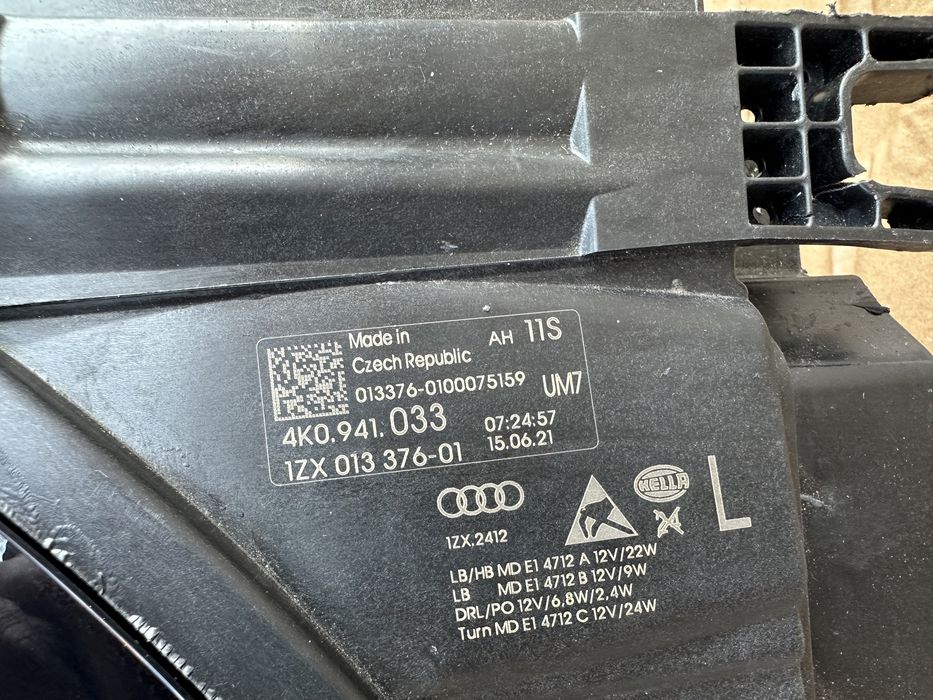 Made in AH 11S
Czech Republic
013376-0100075159 UM7
4K0.941.033 07:24:57
1ZX 013 376-01 15.06.21
HELLA L
1ZX.2412
LB/HB MD E1 4712 A 12V/22W
LB MD E1 4712 B 12V/9W
DRL/PO 12V/6,8W/2,4W
Turn MD E1 4712 C 12V/24W